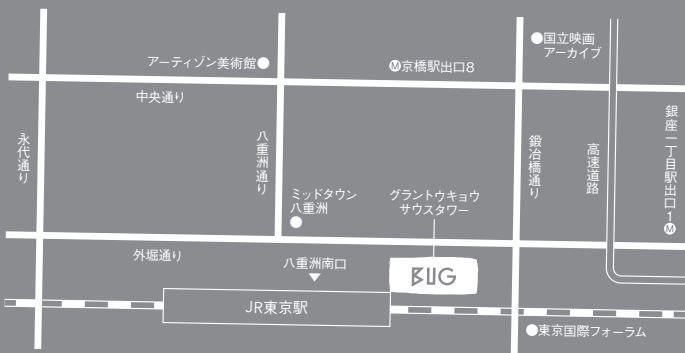 国立映画
アーカイブ
アーティゾン美術館
Ⓜ京橋駅出口8
中央通り
永代通り
八重洲通り
鍛冶橋通り
高速道路
銀座一丁目駅出口1Ⓜ
ミッドタウン
八重洲
グラントウキョウ
サウスタワー
外堀通り
八重洲南口
BUG
JR東京駅
東京国際フォーラム